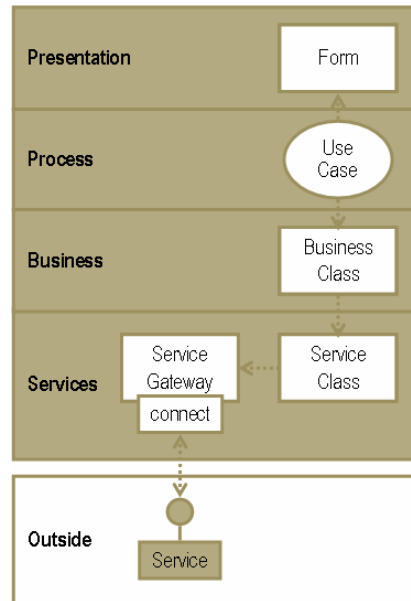 Presentation
Form
Process
Use
Case
Business
Business
Class
Services
Service
Gateway
connect
Service
Class
Outside
Service